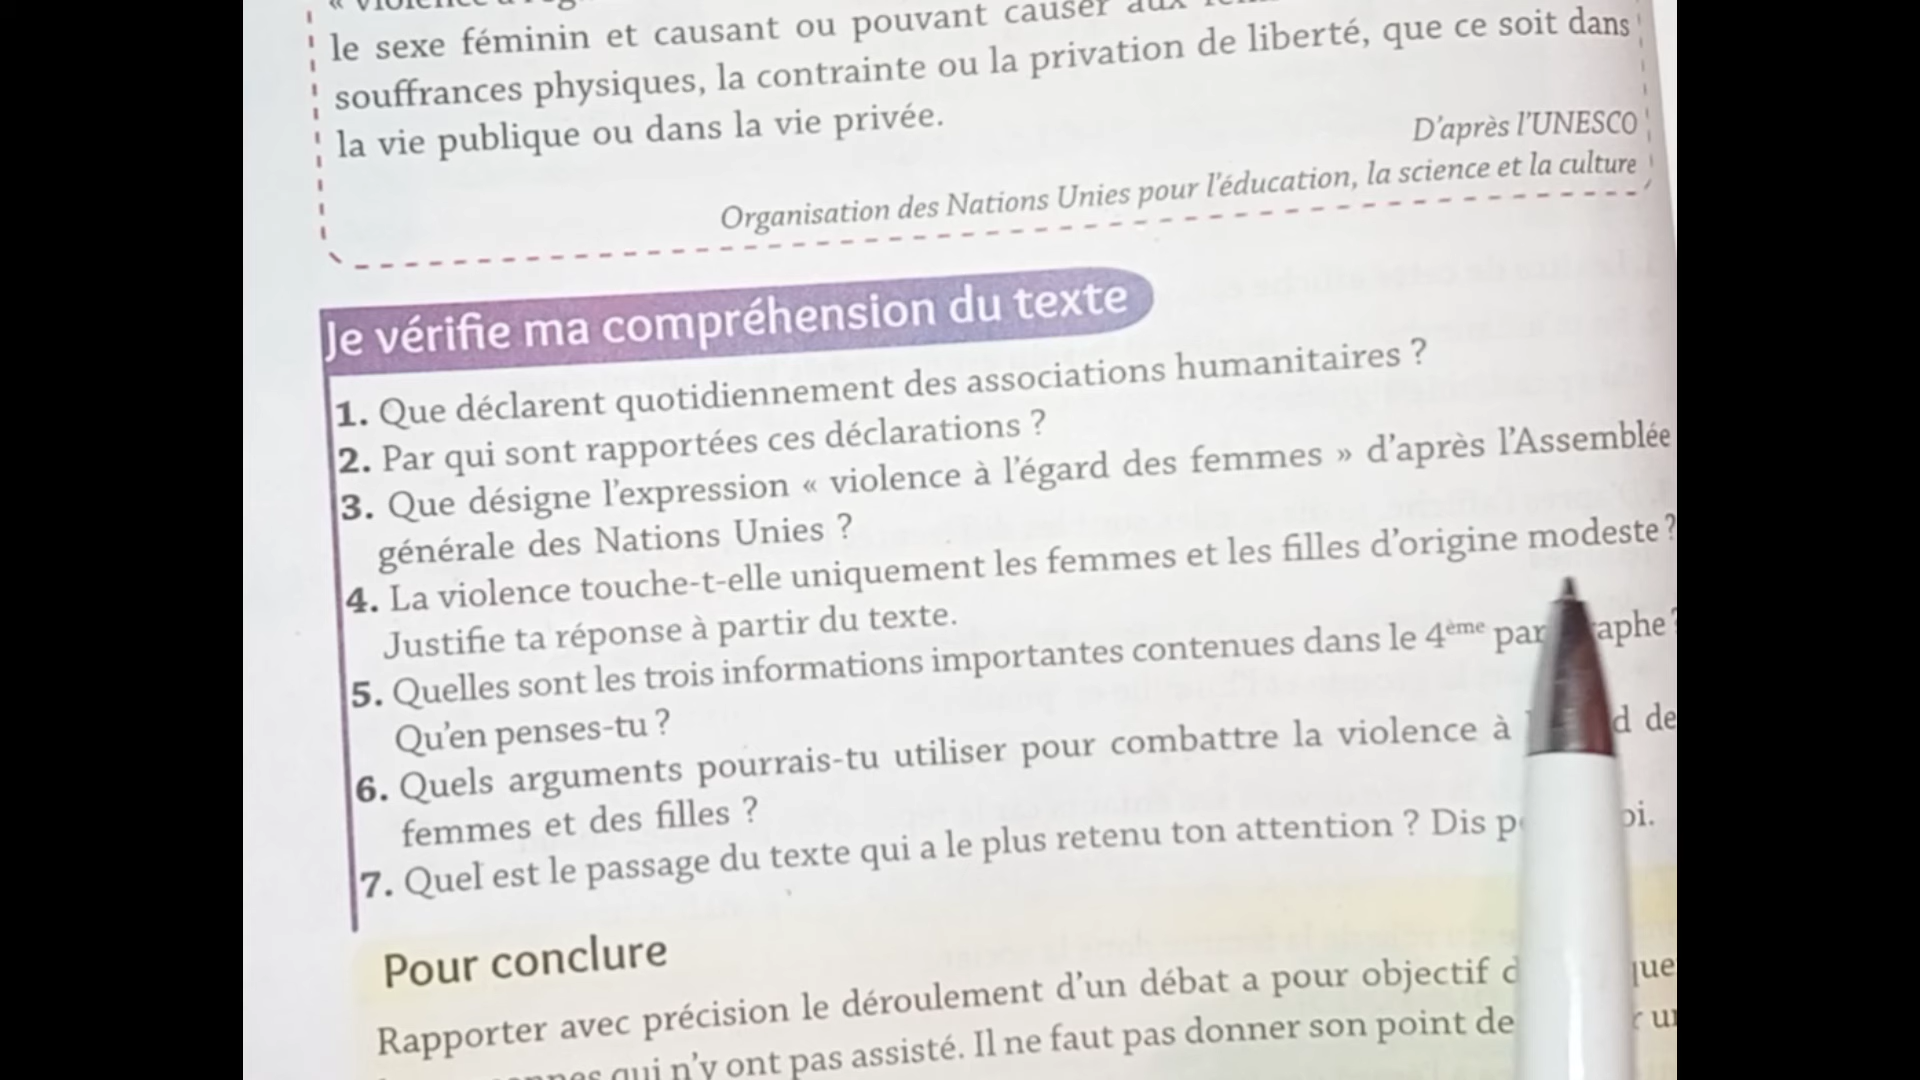 le sexe féminin et causant ou pouvant causer aux
souffrances physiques, la contrainte ou la privation de liberté, que ce soit dans
la vie publique ou dans la vie privée.
D'après l'UNESCO
Organisation des Nations Unies pour l'éducation, la science et la culture
Je vérifie ma compréhension du texte
1. Que déclarent quotidiennement des associations humanitaires ?
2. Par qui sont rapportées ces déclarations ?
3. Que désigne l'expression « violence à l'égard des femmes » d'après l'Assemblée
générale des Nations Unies ?
4. La violence touche-t-elle uniquement les femmes et les filles d'origine modeste ?
Justifie ta réponse à partir du texte.
5. Quelles sont les trois informations importantes contenues dans le 4ème paragraphe ?
Qu'en penses-tu ?
6. Quels arguments pourrais-tu utiliser pour combattre la violence à
femmes et des filles ?
7. Quel est le passage du texte qui a le plus retenu ton attention ? Dis
Pour conclure
Rapporter avec précision le déroulement d'un débat a pour objectif
qui n'y ont pas assisté. Il ne faut pas donner son point de